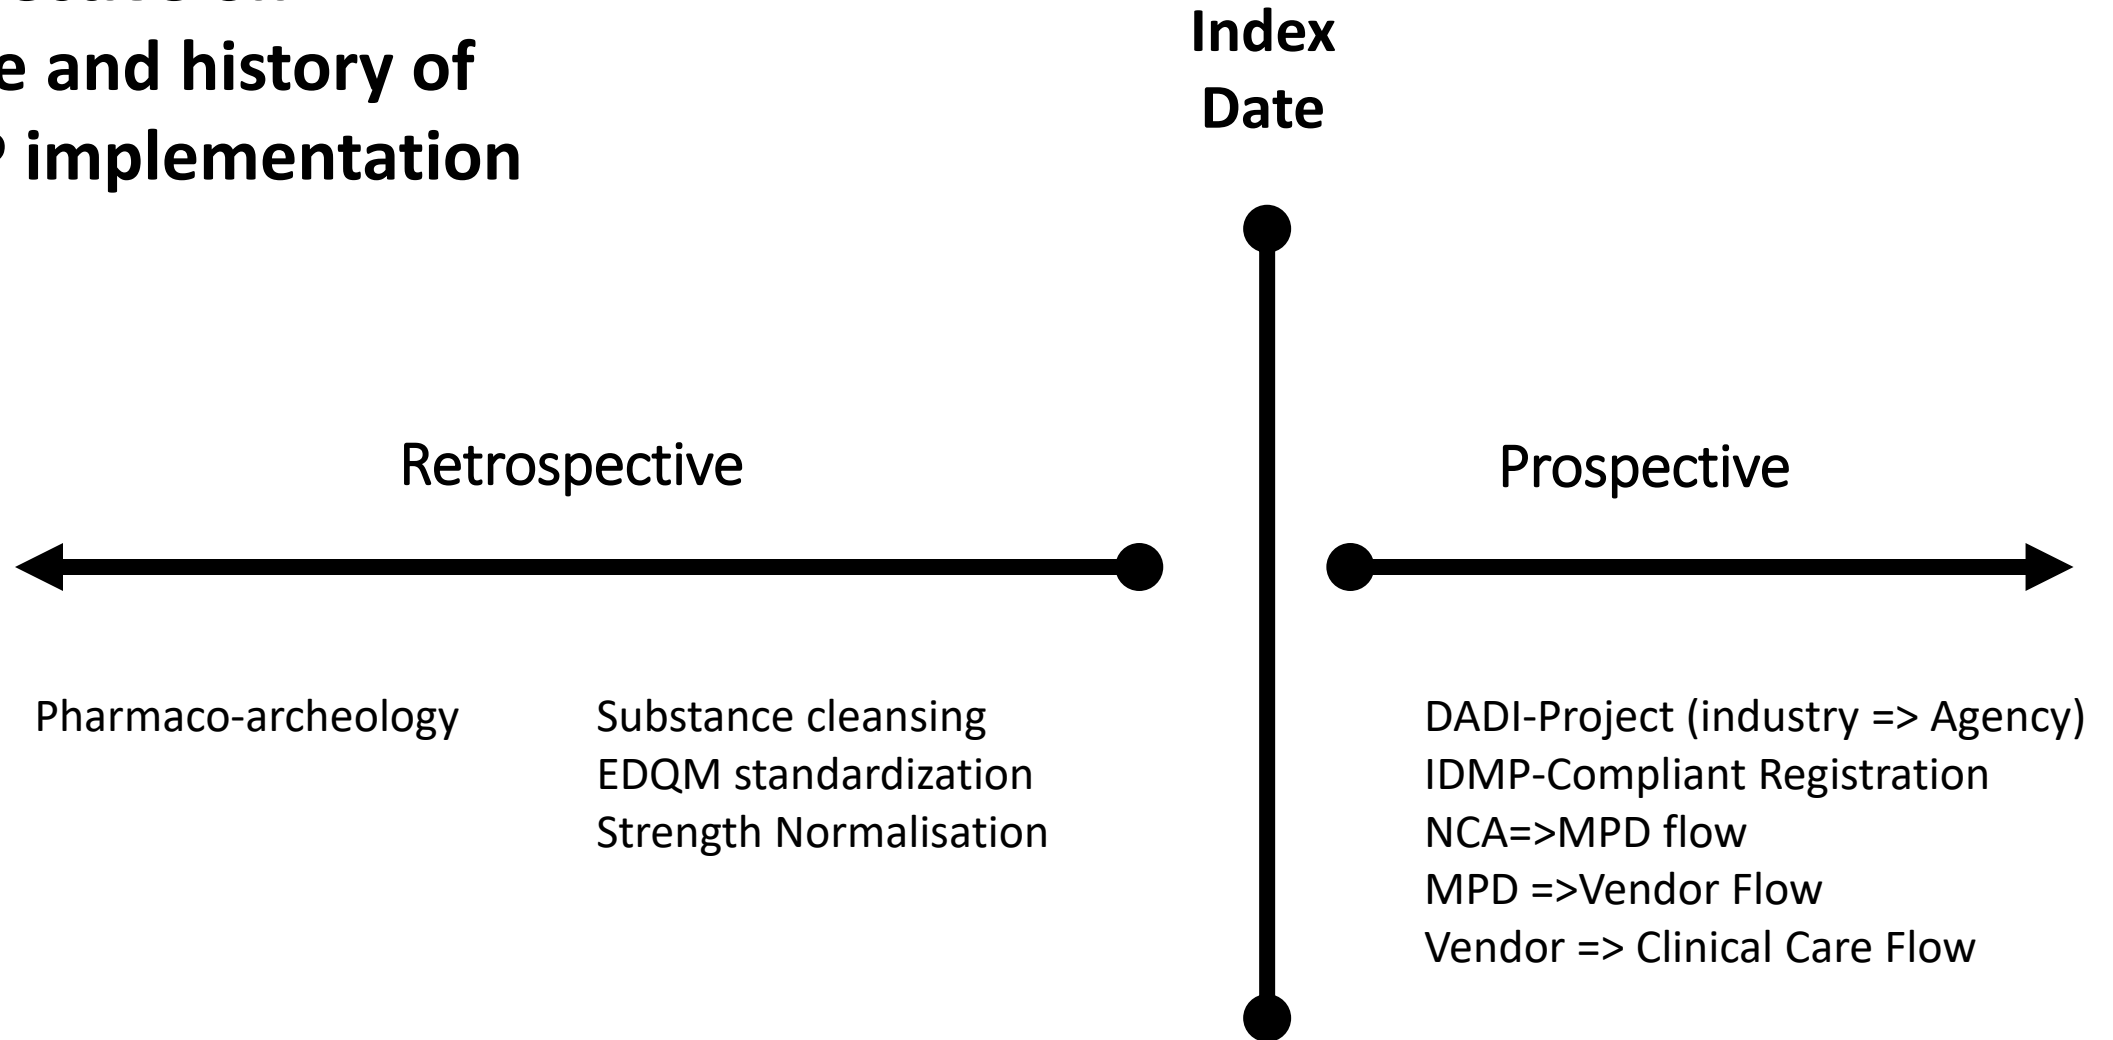 and history of
implementation
Index
Date
Retrospective
Prospective
Pharmaco-archeology
Substance cleansing
EDQM standardization
Strength Normalisation
DADI-Project (industry => Agency)
IDMP-Compliant Registration
NCA=>MPD flow
MPD =>Vendor Flow
Vendor => Clinical Care Flow